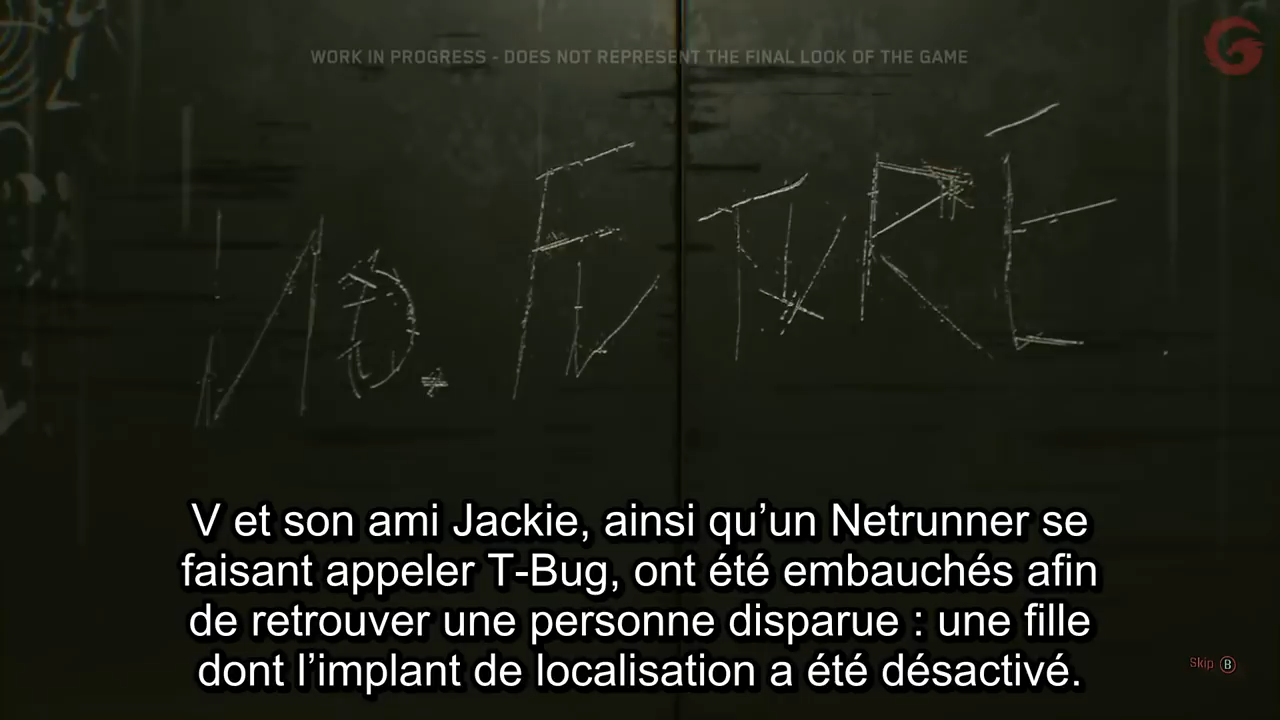 WORK IN PROGRESS - DOES NOT REPRESENT THE FINAL LOOK OF THE GAME
NO. FUTURE
V et son ami Jackie, ainsi qu’un Netrunner se
faisant appeler T-Bug, ont été embauchés afin
de retrouver une personne disparue : une fille
dont l’implant de localisation a été désactivé.
Skip B